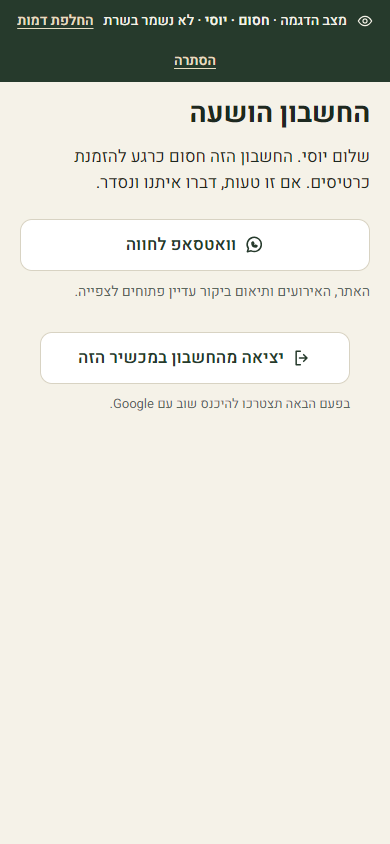 מצב הדגמה · חסום · יוסי · לא נשמר בשרת החלפת דמות
הסתרה
החשבון הושעה
שלום יוסי. החשבון הזה חסום כרגע להזמנת
כרטיסים. אם זו טעות, דברו איתנו ונסדר.
וואטסאפ לחווה
האתר, האירועים ותיאום ביקור עדיין פתוחים לצפייה.
יציאה מהחשבון במכשיר הזה
בפעם הבאה תצטרכו להיכנס שוב עם Google.